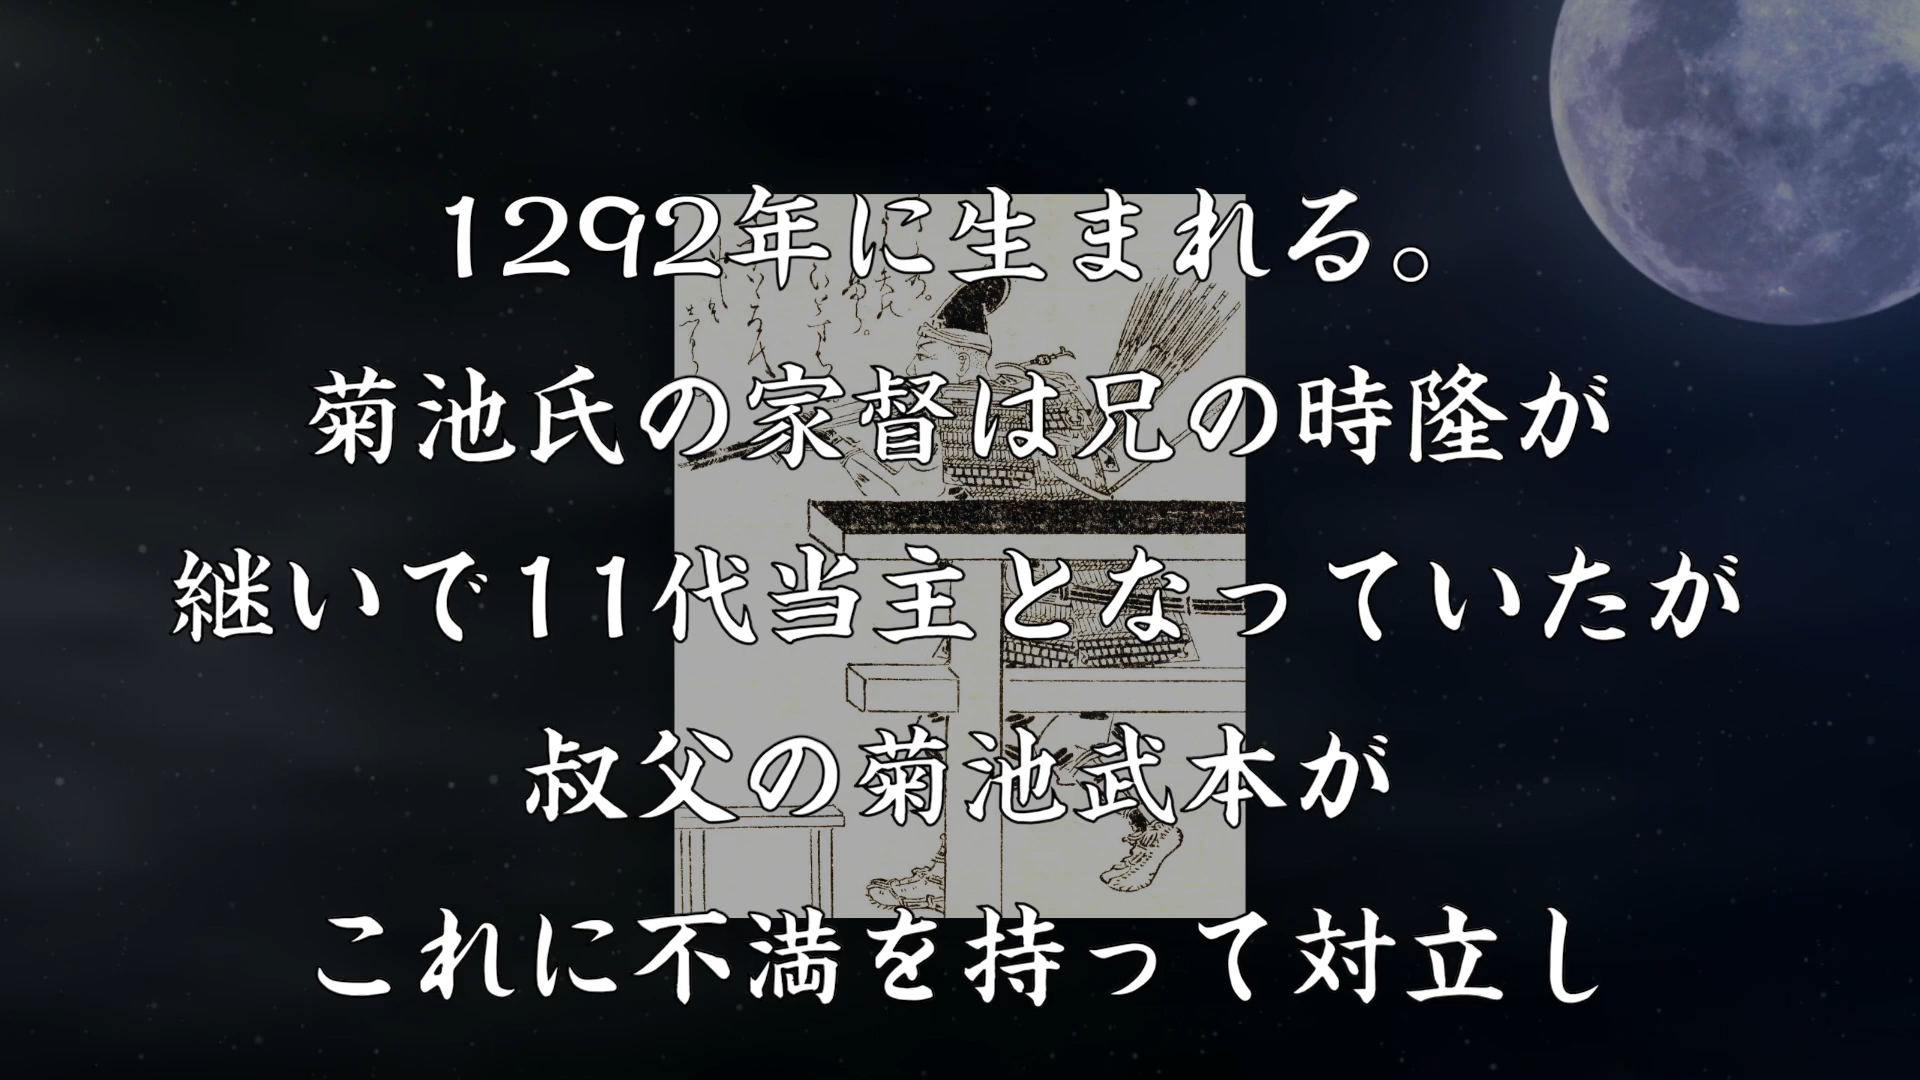 1292年に生まれる。
菊池氏の家督は兄の時隆が
継いで11代当主となっていたが
叔父の菊池武本が
これに不満を持って対立し